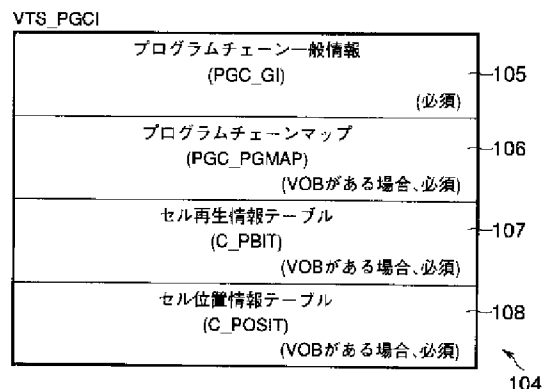 VTS_PGCI
プログラムチェーン一般情報
(PGC_GI)
(必須)
105
プログラムチェーンマップ
(PGC_PGMAP)
(VOBがある場合、必須)
106
セル再生情報テーブル
(C_PBIT)
(VOBがある場合、必須)
107
セル位置情報テーブル
(C_POSIT)
(VOBがある場合、必須)
108
104